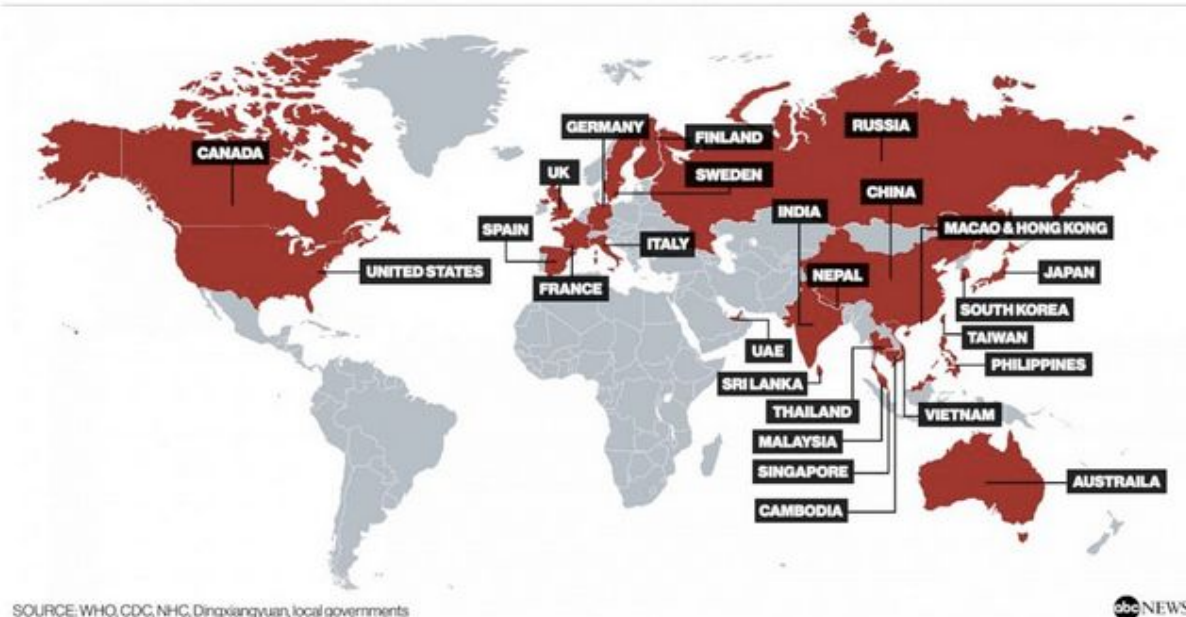 GERMANY
FINLAND
RUSSIA
CANADA
UK
SWEDEN
CHINA
INDIA
SPAIN
ITALY
MACAO & HONG KONG
UNITED STATES
NEPAL
JAPAN
FRANCE
SOUTH KOREA
TAIWAN
UAE
PHILIPPINES
SRI LANKA
THAILAND
VIETNAM
MALAYSIA
SINGAPORE
AUSTRAILA
CAMBODIA
SOURCE: WHO, CDC, NHC, Dingxiangyuan, local governments
abc NEWS